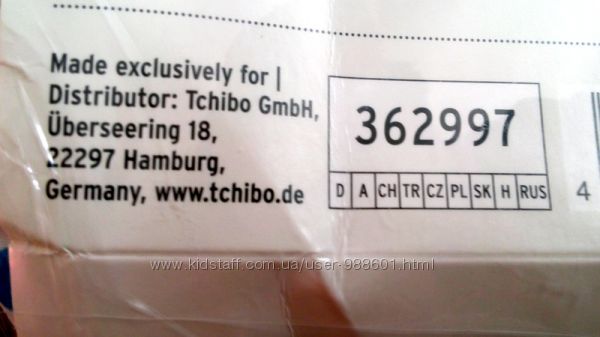 Made exclusively for |
Distributor: Tchibo GmbH,
Überseering 18,
22297 Hamburg,
Germany, www.tchibo.de
362997
D A CH TR CZ PL SK H RUS
4
www.kidstaff.com.ua/user-988601.html